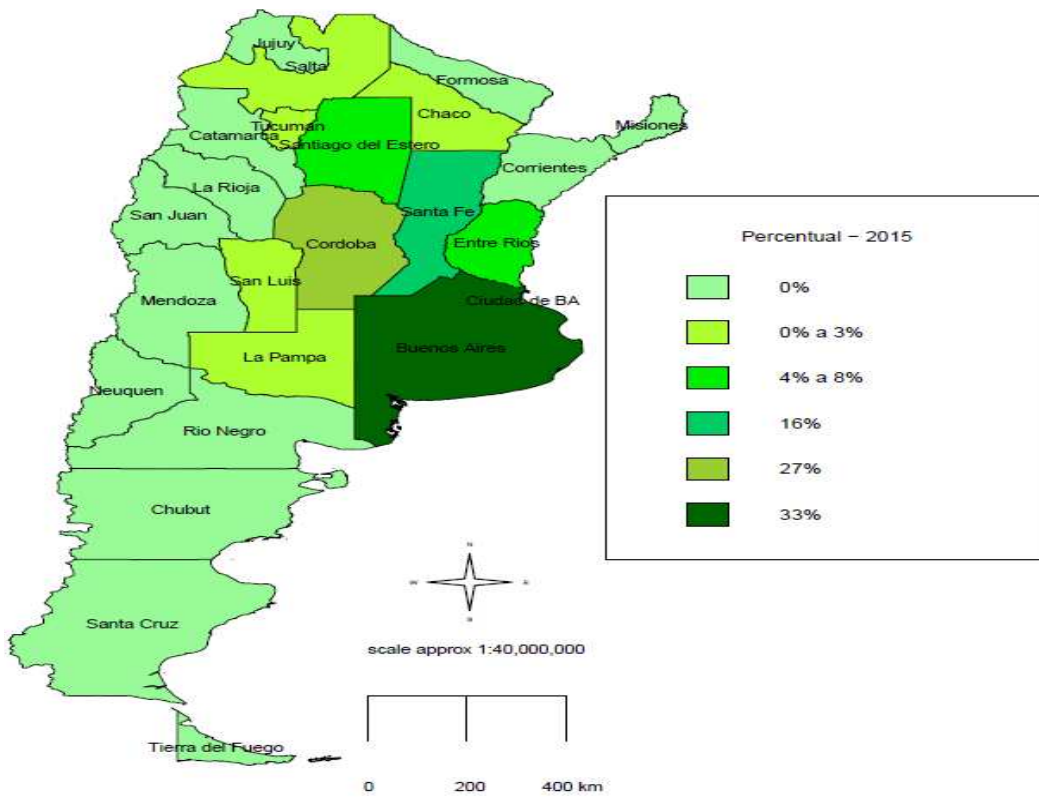 Jujuy
Salta
Formosa
Chaco
Misiones
Tucuman
Catamarca
Santiago del Estero
Corrientes
La Rioja
San Juan
Santa Fe
Cordoba
Entre Rios
San Luis
Mendoza
Ciudad de BA
Buenos Aires
La Pampa
Neuquen
Rio Negro
Chubut
Santa Cruz
Tierra del Fuego
Percentual − 2015
0%
0% a 3%
4% a 8%
16%
27%
33%
N
W E
S
scale approx 1:40,000,000
0 200 400 km